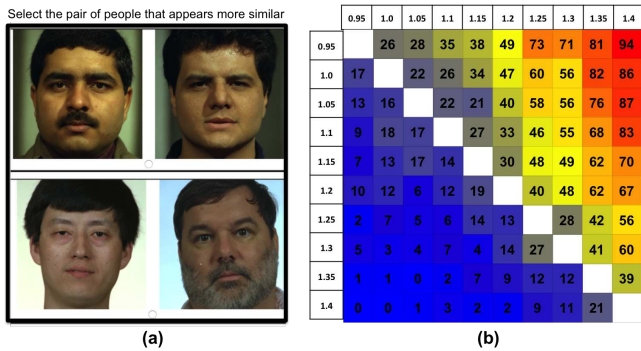 Select the pair of people that appears more similar
0.95 1.0 1.05 1.1 1.15 1.2 1.25 1.3 1.35 1.4
0.95 26 28 35 38 49 73 71 81 94
1.0 17 22 26 34 47 60 56 82 86
1.05 13 16 22 21 40 58 56 76 87
1.1 9 18 17 27 33 46 55 68 83
1.15 7 13 17 14 30 48 49 62 70
1.2 10 12 6 12 19 40 48 62 67
1.25 2 7 5 6 14 13 28 42 56
1.3 5 3 4 7 4 14 27 41 60
1.35 1 1 0 2 7 9 12 12 39
1.4 0 0 1 3 2 2 9 11 21
(a) (b)